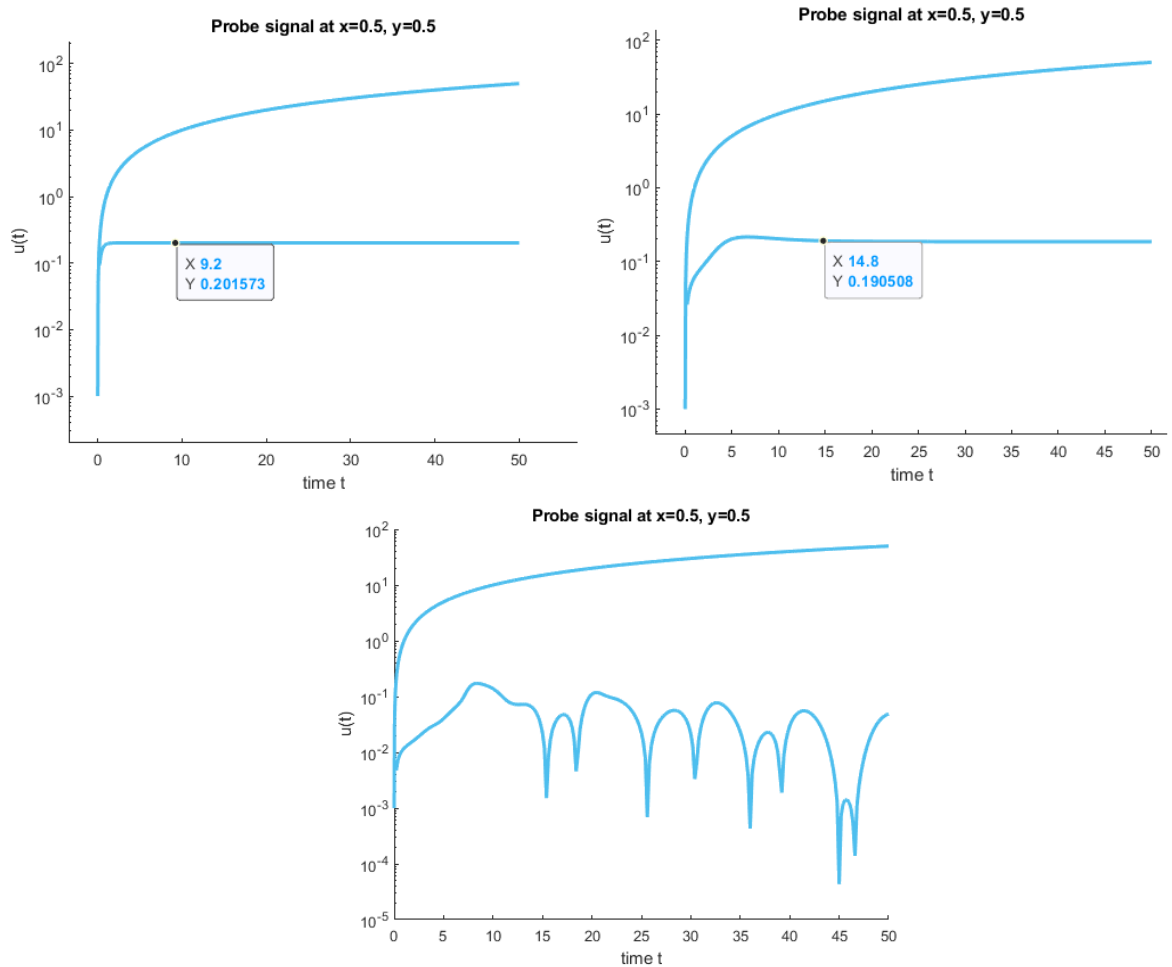 Probe signal at x=0.5, y=0.5
10^2
10^1
10^0
10^-1
10^-2
10^-3
u(t)
X 9.2
Y 0.201573
0 10 20 30 40 50
time t
Probe signal at x=0.5, y=0.5
10^2
10^1
10^0
10^-1
10^-2
10^-3
u(t)
X 14.8
Y 0.190508
0 5 10 15 20 25 30 35 40 45 50
time t
Probe signal at x=0.5, y=0.5
10^2
10^1
10^0
10^-1
10^-2
10^-3
10^-4
10^-5
u(t)
0 5 10 15 20 25 30 35 40 45 50
time t